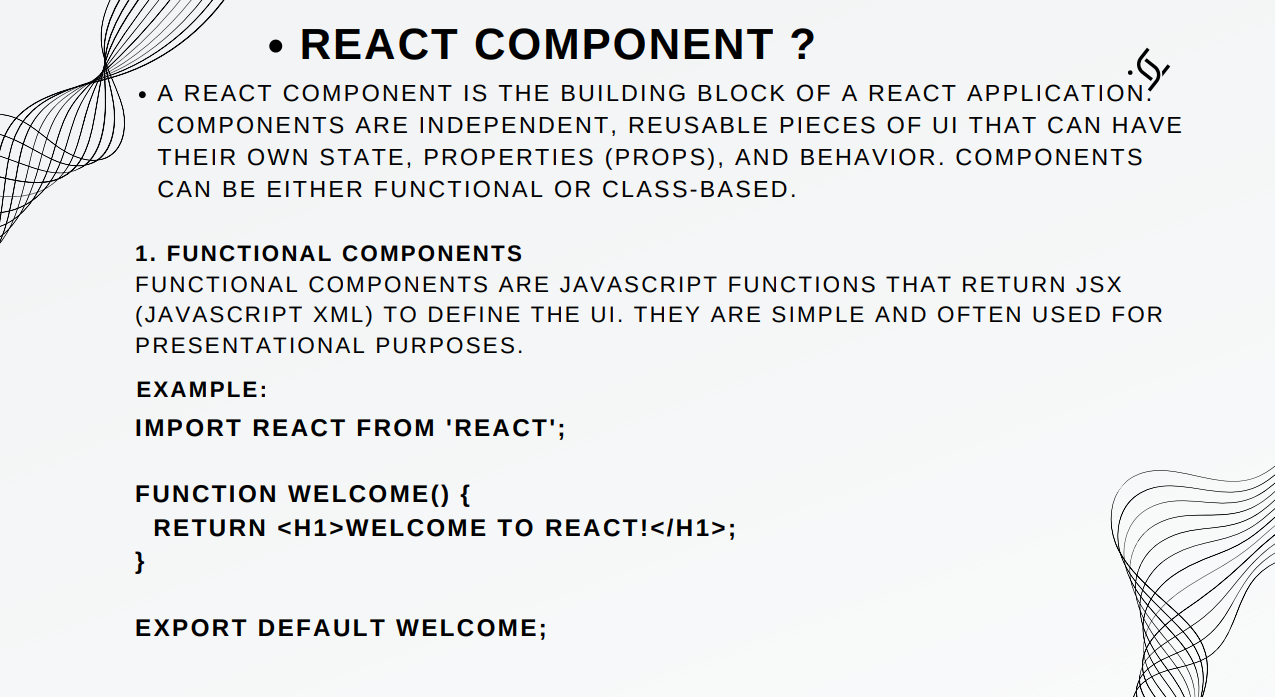 • REACT COMPONENT ?
• A REACT COMPONENT IS THE BUILDING BLOCK OF A REACT APPLICATION.
COMPONENTS ARE INDEPENDENT, REUSABLE PIECES OF UI THAT CAN HAVE
THEIR OWN STATE, PROPERTIES (PROPS), AND BEHAVIOR. COMPONENTS
CAN BE EITHER FUNCTIONAL OR CLASS-BASED.
1. FUNCTIONAL COMPONENTS
FUNCTIONAL COMPONENTS ARE JAVASCRIPT FUNCTIONS THAT RETURN JSX
(JAVASCRIPT XML) TO DEFINE THE UI. THEY ARE SIMPLE AND OFTEN USED FOR
PRESENTATIONAL PURPOSES.
EXAMPLE:
IMPORT REACT FROM 'REACT';
FUNCTION WELCOME() {
RETURN <H1>WELCOME TO REACT!</H1>;
}
EXPORT DEFAULT WELCOME;